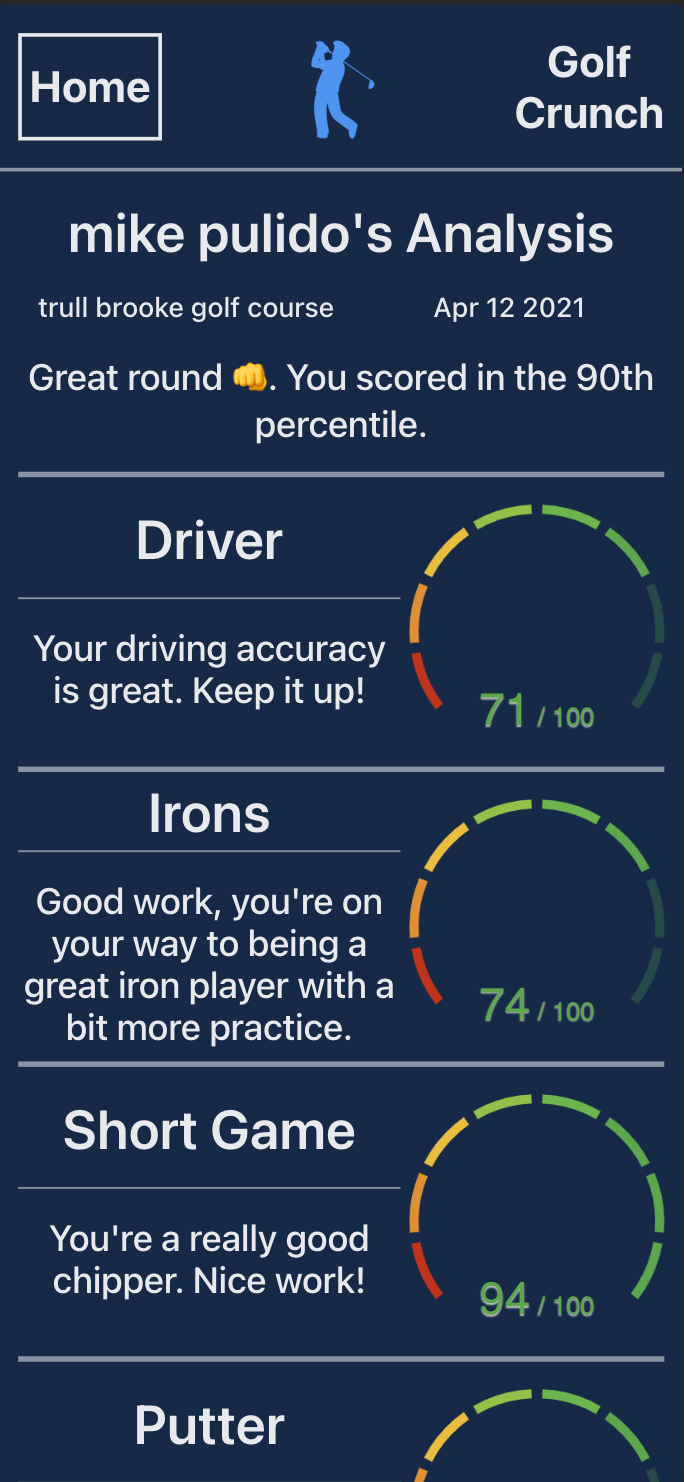 Home
Golf
Crunch
mike pulido's Analysis
trull brooke golf course
Apr 12 2021
Great round 👊. You scored in the 90th
percentile.
Driver
Your driving accuracy
is great. Keep it up!
71 / 100
Irons
Good work, you're on
your way to being a
great iron player with a
bit more practice.
74 / 100
Short Game
You're a really good
chipper. Nice work!
94 / 100
Putter